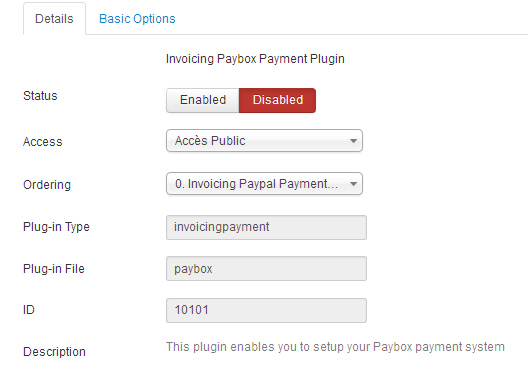 Details Basic Options
Invoicing Paybox Payment Plugin
Status Enabled Disabled
Access Accès Public
Ordering 0. Invoicing Paypal Payment...
Plug-in Type invoicingpayment
Plug-in File paybox
ID 10101
Description This plugin enables you to setup your Paybox payment system